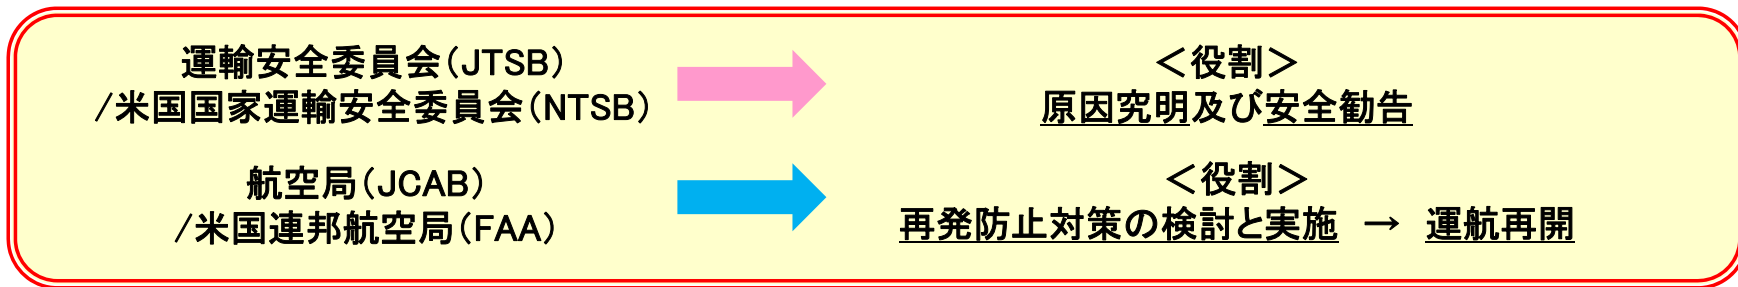 運輸安全委員会（JTSB）
/米国国家運輸安全委員会（NTSB）
＜役割＞
原因究明及び安全勧告
航空局（JCAB）
/米国連邦航空局（FAA）
＜役割＞
再発防止対策の検討と実施 → 運航再開